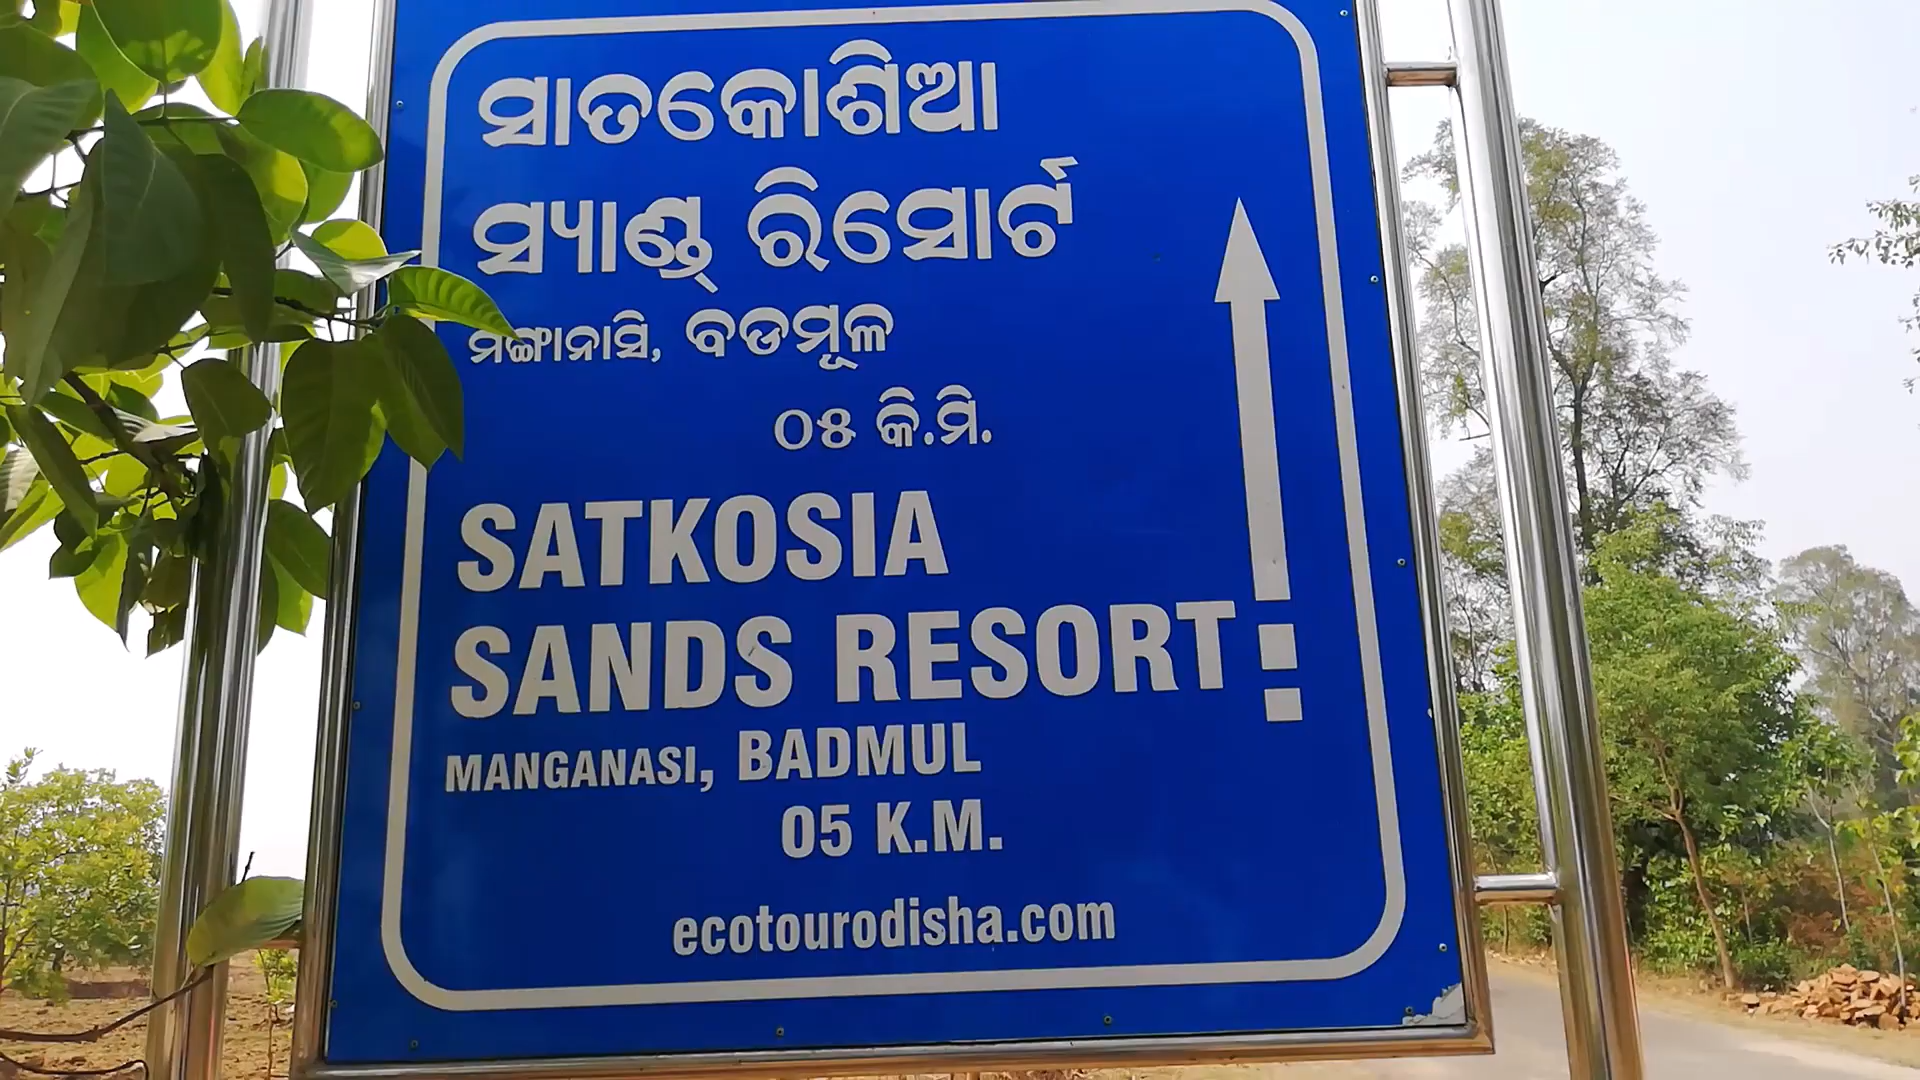 ସାତକୋଶିଆ
ସ୍ୟାଣ୍ଡ୍ ରିସୋର୍ଟ
ମଙ୍ଗାନାସି, ବଡମୂଳ
୦୫ କି.ମି.
SATKOSIA
SANDS RESORT
MANGANASI, BADMUL
05 K.M.
ecotourodisha.com